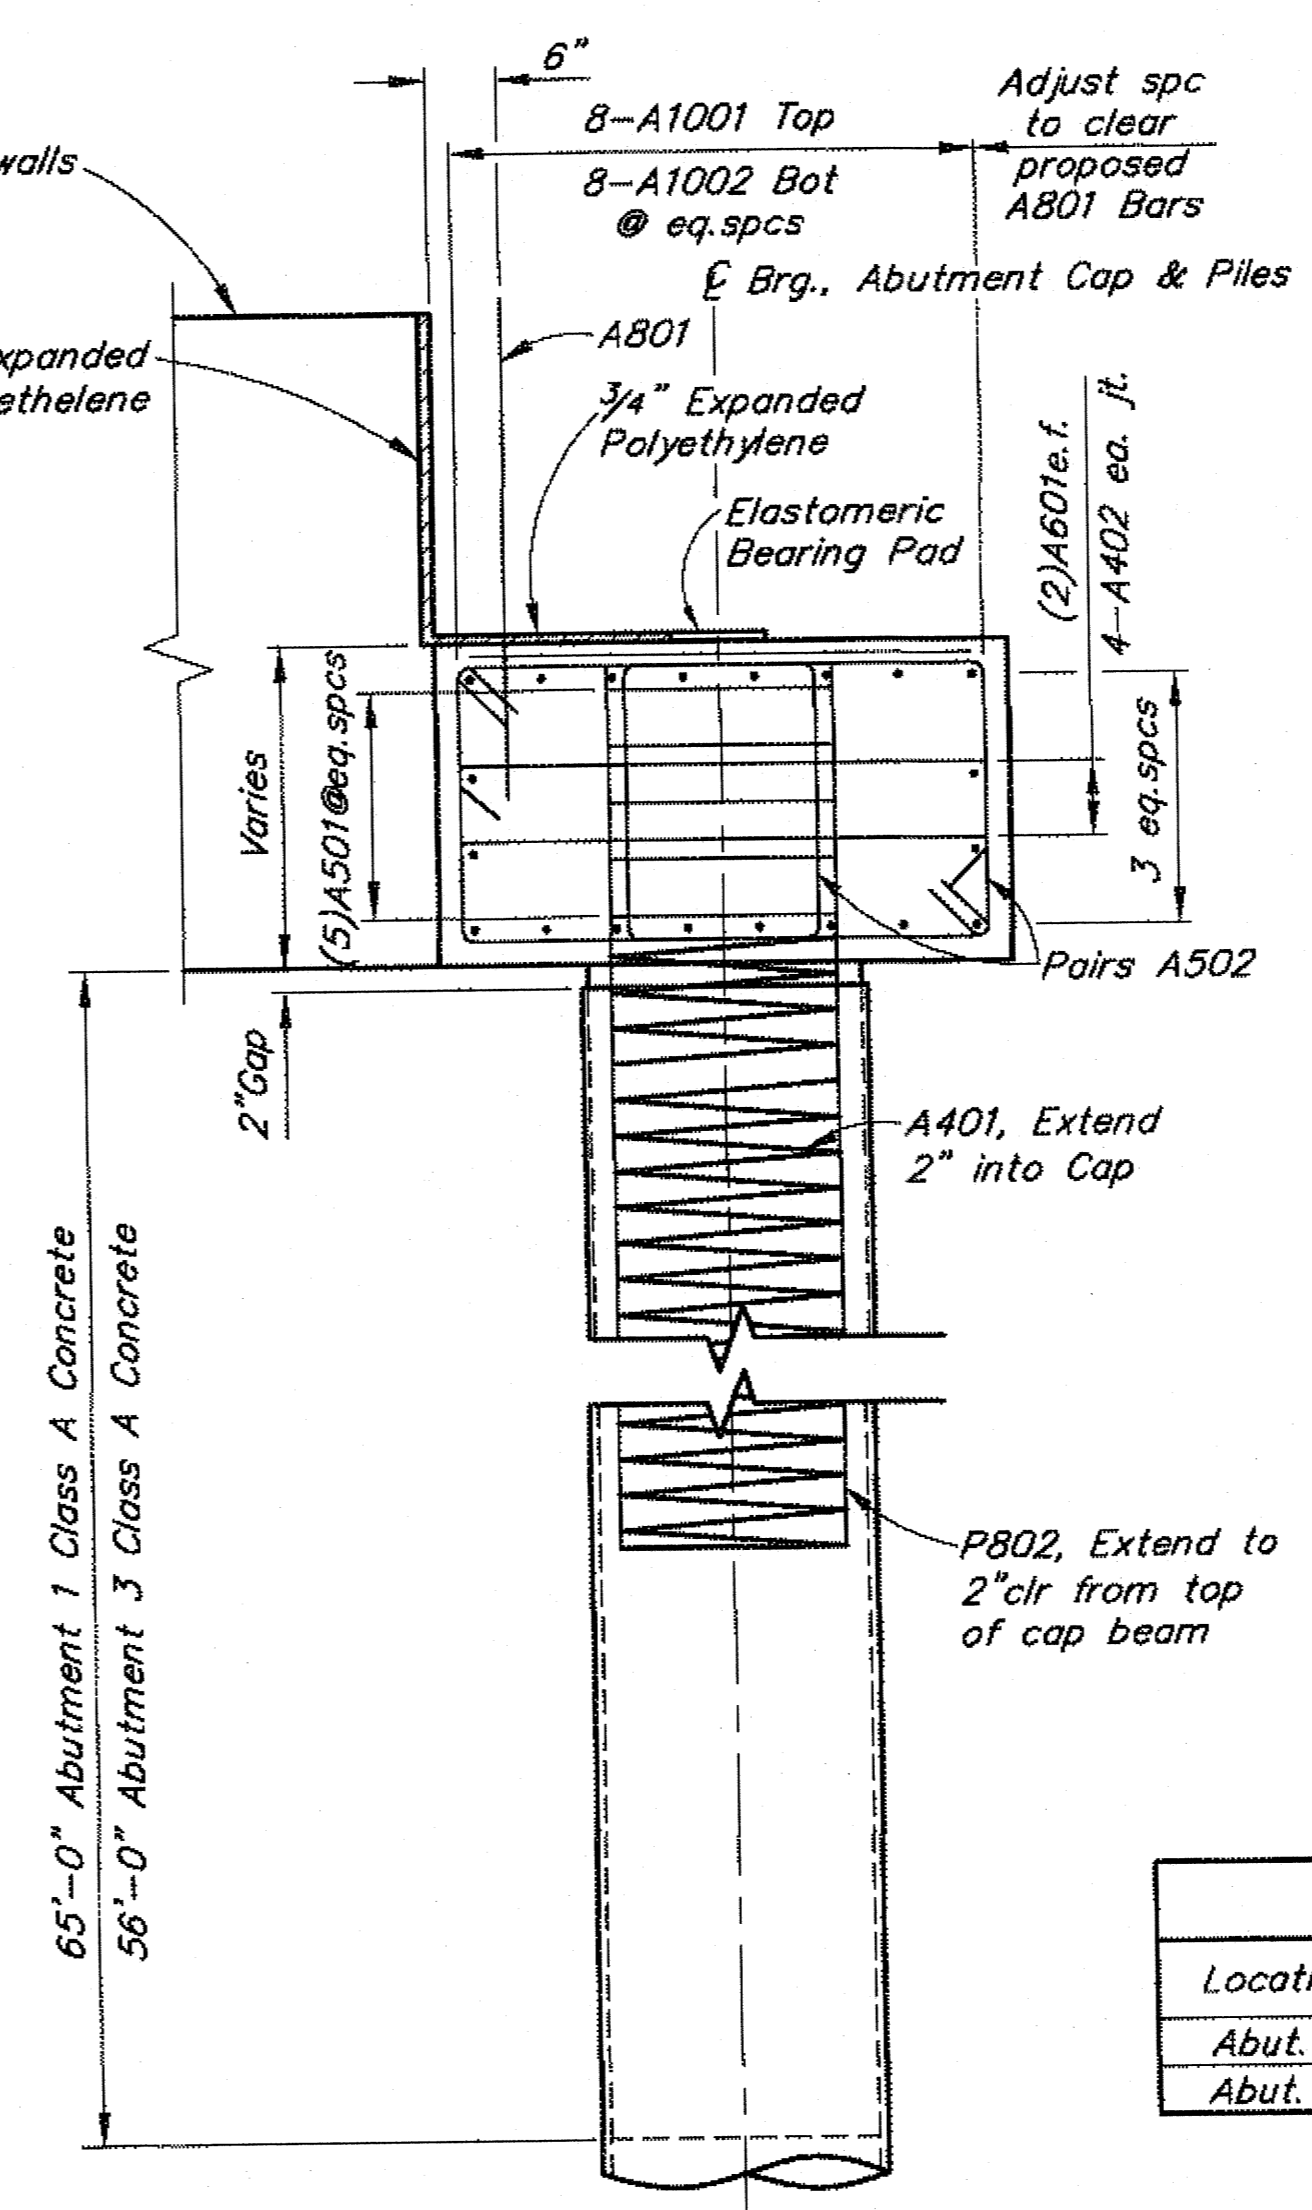 6"
8-A1001 Top
8-A1002 Bot
@ eq.spcs
Adjust spc
to clear
proposed
A801 Bars
walls
℄ Brg., Abutment Cap & Piles
A801
3/4" Expanded
Polyethylene
Elastomeric
Bearing Pad
xpanded
ethelene
(2)A601e.f.
4-A402 ea. jt.
Varies
(5)A501@eq.spcs
3 eq.spcs
Pairs A502
2"Gap
A401, Extend
2" into Cap
65'-0" Abutment 1 Class A Concrete
56'-0" Abutment 3 Class A Concrete
P802, Extend to
2"clr from top
of cap beam
Locati
Abut.
Abut.